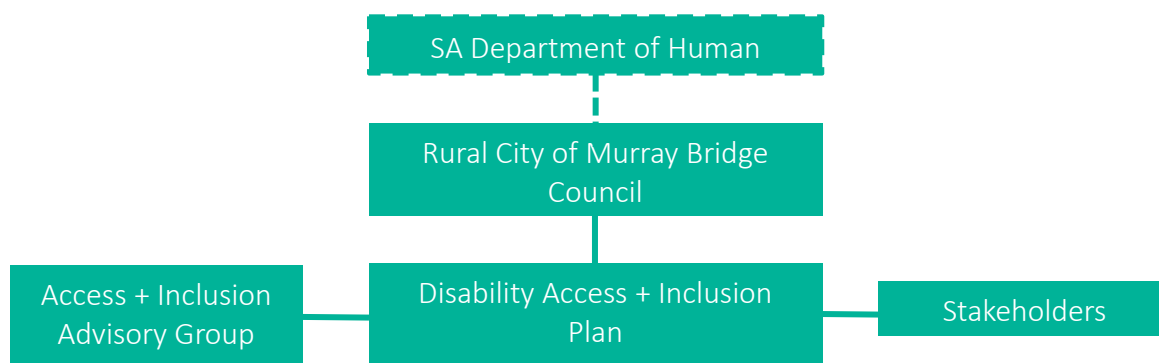 SA Department of Human
Rural City of Murray Bridge
Council
Access + Inclusion
Advisory Group
Disability Access + Inclusion
Plan
Stakeholders